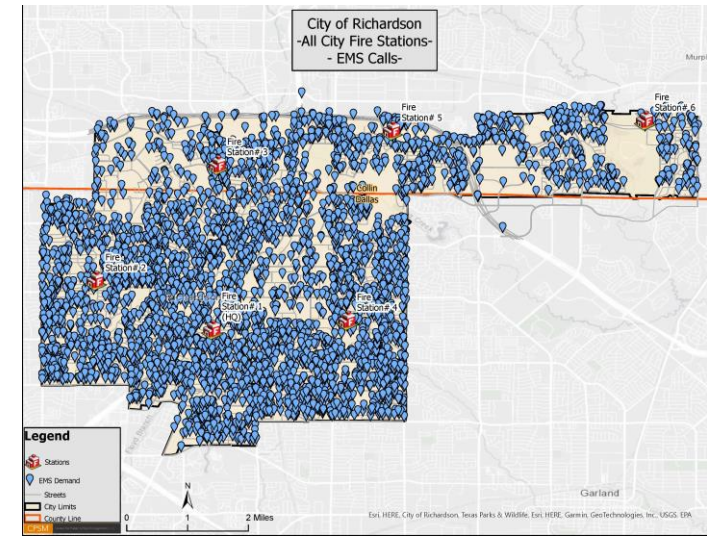 City of Richardson
-All City Fire Stations-
- EMS Calls-
Murp
Fire
Station# 6
Fire
Station# 5
Fire
Station# 3
Collin
Dallas
Fire
Station# 2
Fire
Station# 1
(HQ)
Fire
Station# 4
Legend
Stations
EMS Demand
Streets
City Limits
County Line
CPSM
N
0 1 2 Miles
Garland
Esri, HERE, City of Richardson, Texas Parks & Wildlife, Esri, HERE, Garmin, GeoTechnologies, Inc., USGS, EPA